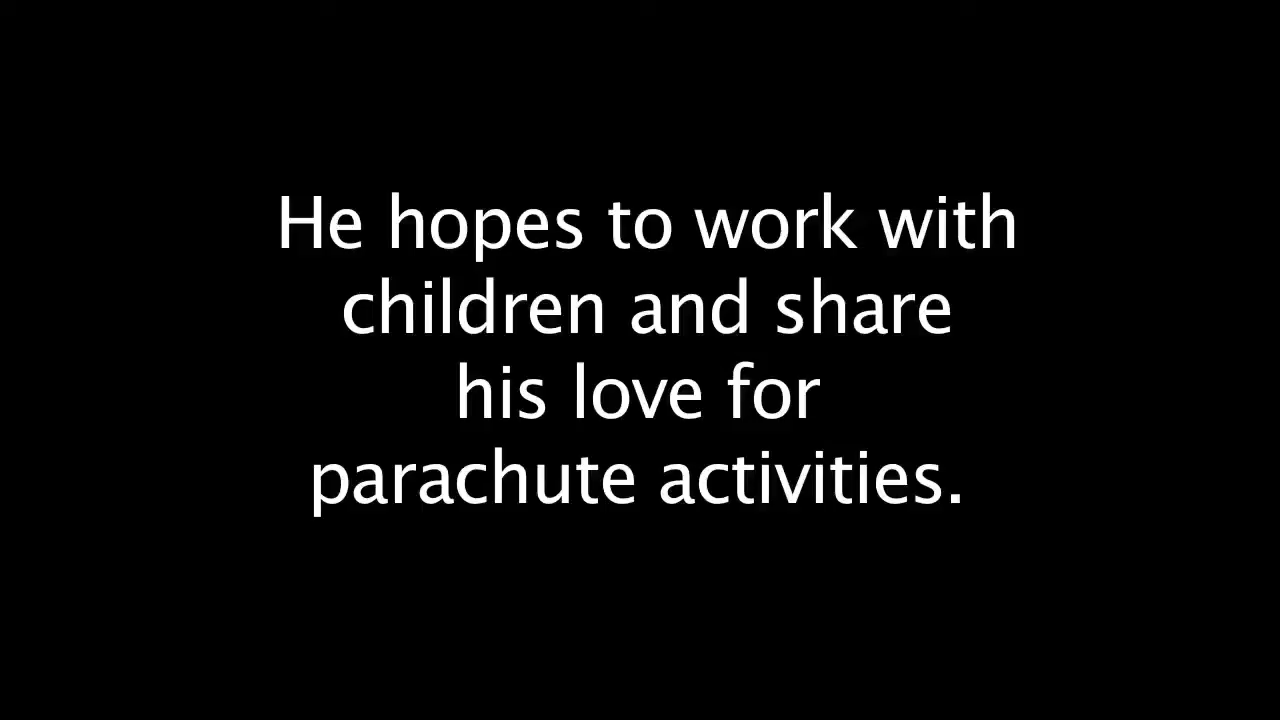 He hopes to work with
children and share
his love for
parachute activities.